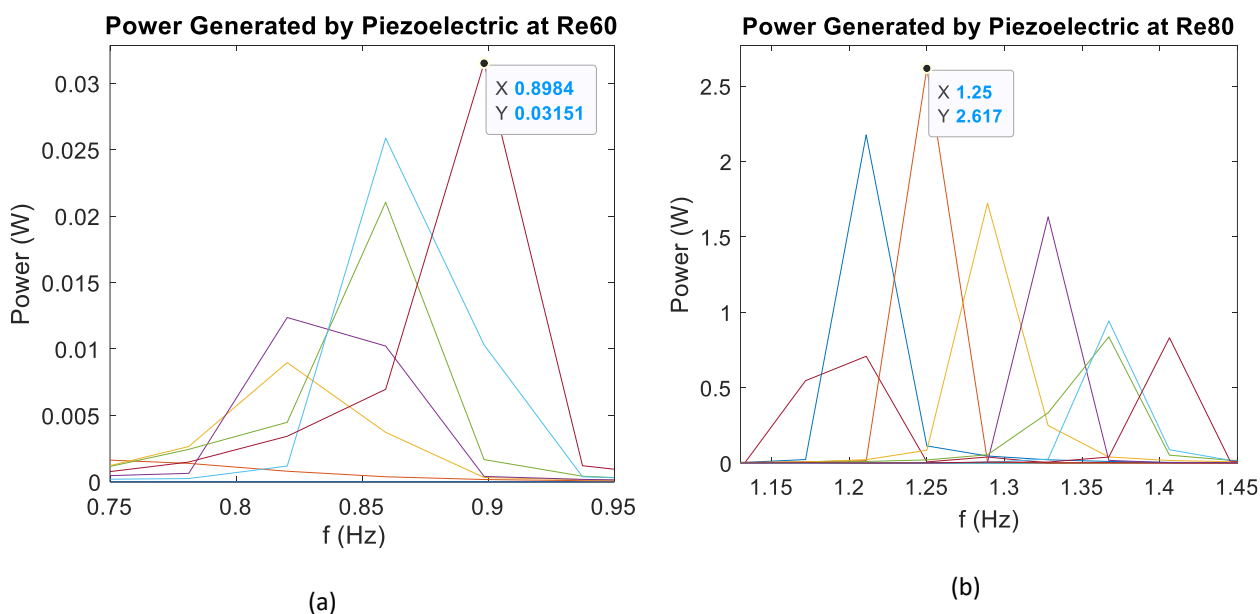 Power Generated by Piezoelectric at Re60
X 0.8984
Y 0.03151
0.03
0.025
0.02
0.015
0.01
0.005
0
Power (W)
0.75 0.8 0.85 0.9 0.95
f (Hz)
(a)
Power Generated by Piezoelectric at Re80
X 1.25
Y 2.617
2.5
2
1.5
1
0.5
0
Power (W)
1.15 1.2 1.25 1.3 1.35 1.4 1.45
f (Hz)
(b)